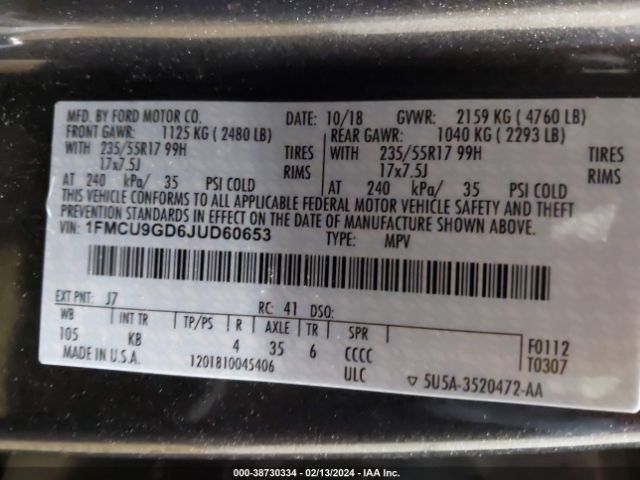 MFD. BY FORD MOTOR CO. DATE: 10/18 GVWR: 2159 KG ( 4760 LB)
FRONT GAWR: 1125 KG ( 2480 LB) REAR GAWR: 1040 KG ( 2293 LB)
WITH 235/55R17 99H TIRES WITH 235/55R17 99H TIRES
17x7.5J RIMS 17x7.5J RIMS
AT 240 kPa/ 35 PSI COLD AT 240 kPa/ 35 PSI COLD
THIS VEHICLE CONFORMS TO ALL APPLICABLE FEDERAL MOTOR VEHICLE SAFETY AND THEFT
PREVENTION STANDARDS IN EFFECT ON THE DATE OF MANUFACTURE SHOWN ABOVE.
VIN: 1FMCU9GD6JUD60653 TYPE: MPV
EXT PNT: J7 RC: 41 DSO:
WB INT TR TP/PS R AXLE TR SPR
105 KB 4 35 6 CCCC F0112
MADE IN U.S.A. 1201810045406 ULC T0307
▽ 5U5A-3520472-AA
000-38730334 - 02/13/2024 - IAA Inc.